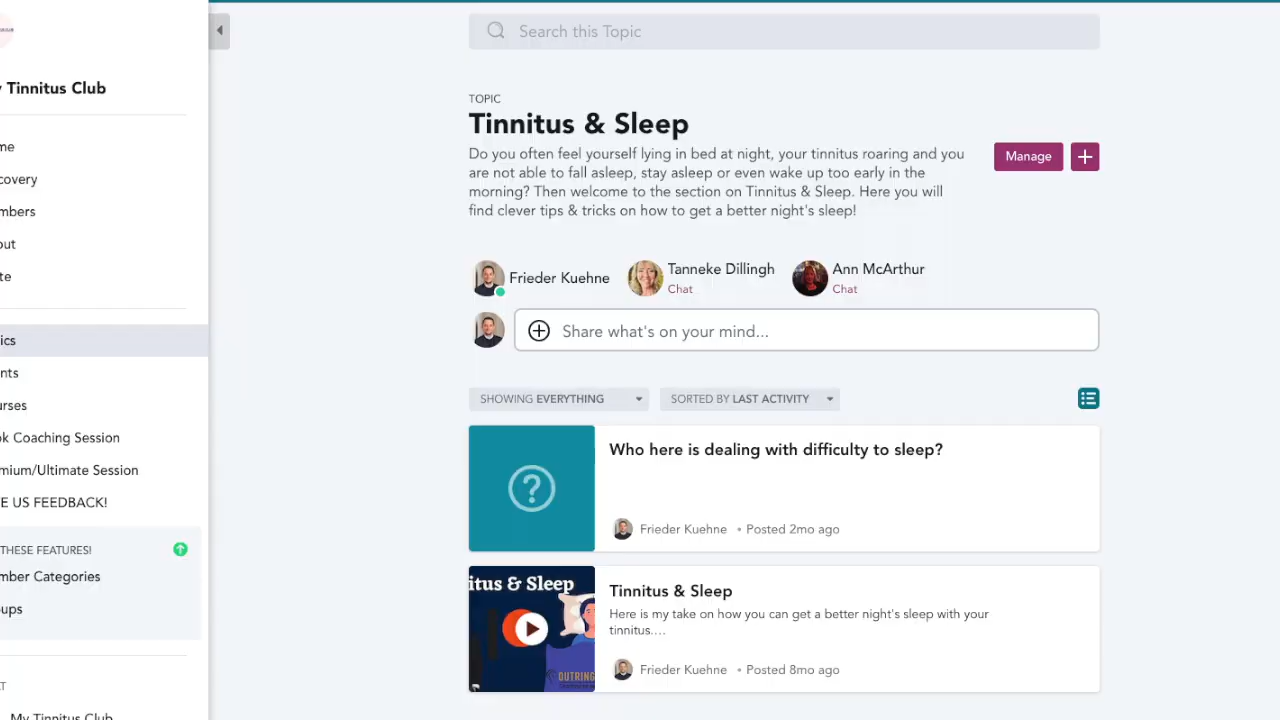 y Tinnitus Club
me
covery
mbers
out
te
ics
nts
urses
ok Coaching Session
mium/Ultimate Session
E US FEEDBACK!
THESE FEATURES!
mber Categories
oups
T
My Tinnitus Club
Search this Topic
TOPIC
Tinnitus & Sleep
Do you often feel yourself lying in bed at night, your tinnitus roaring and you
are not able to fall asleep, stay asleep or even wake up too early in the
morning? Then welcome to the section on Tinnitus & Sleep. Here you will
find clever tips & tricks on how to get a better night's sleep!
Manage
Frieder Kuehne
Tanneke Dillingh
Chat
Ann McArthur
Chat
Share what's on your mind...
SHOWING EVERYTHING
SORTED BY LAST ACTIVITY
Who here is dealing with difficulty to sleep?
Frieder Kuehne • Posted 2mo ago
itus & Sleep
OUTRING
Tinnitus & Sleep
Here is my take on how you can get a better night's sleep with your
tinnitus....
Frieder Kuehne • Posted 8mo ago